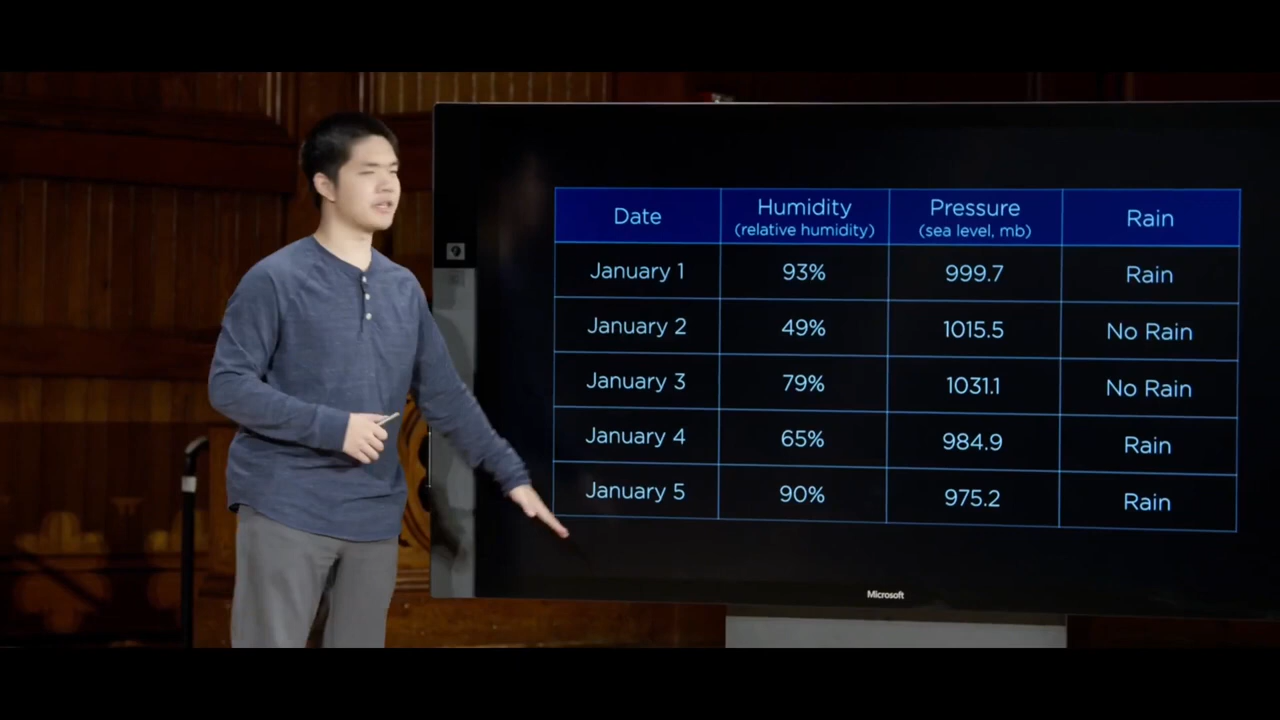 Date Humidity Pressure Rain
(relative humidity) (sea level, mb)
January 1 93% 999.7 Rain
January 2 49% 1015.5 No Rain
January 3 79% 1031.1 No Rain
January 4 65% 984.9 Rain
January 5 90% 975.2 Rain
Microsoft